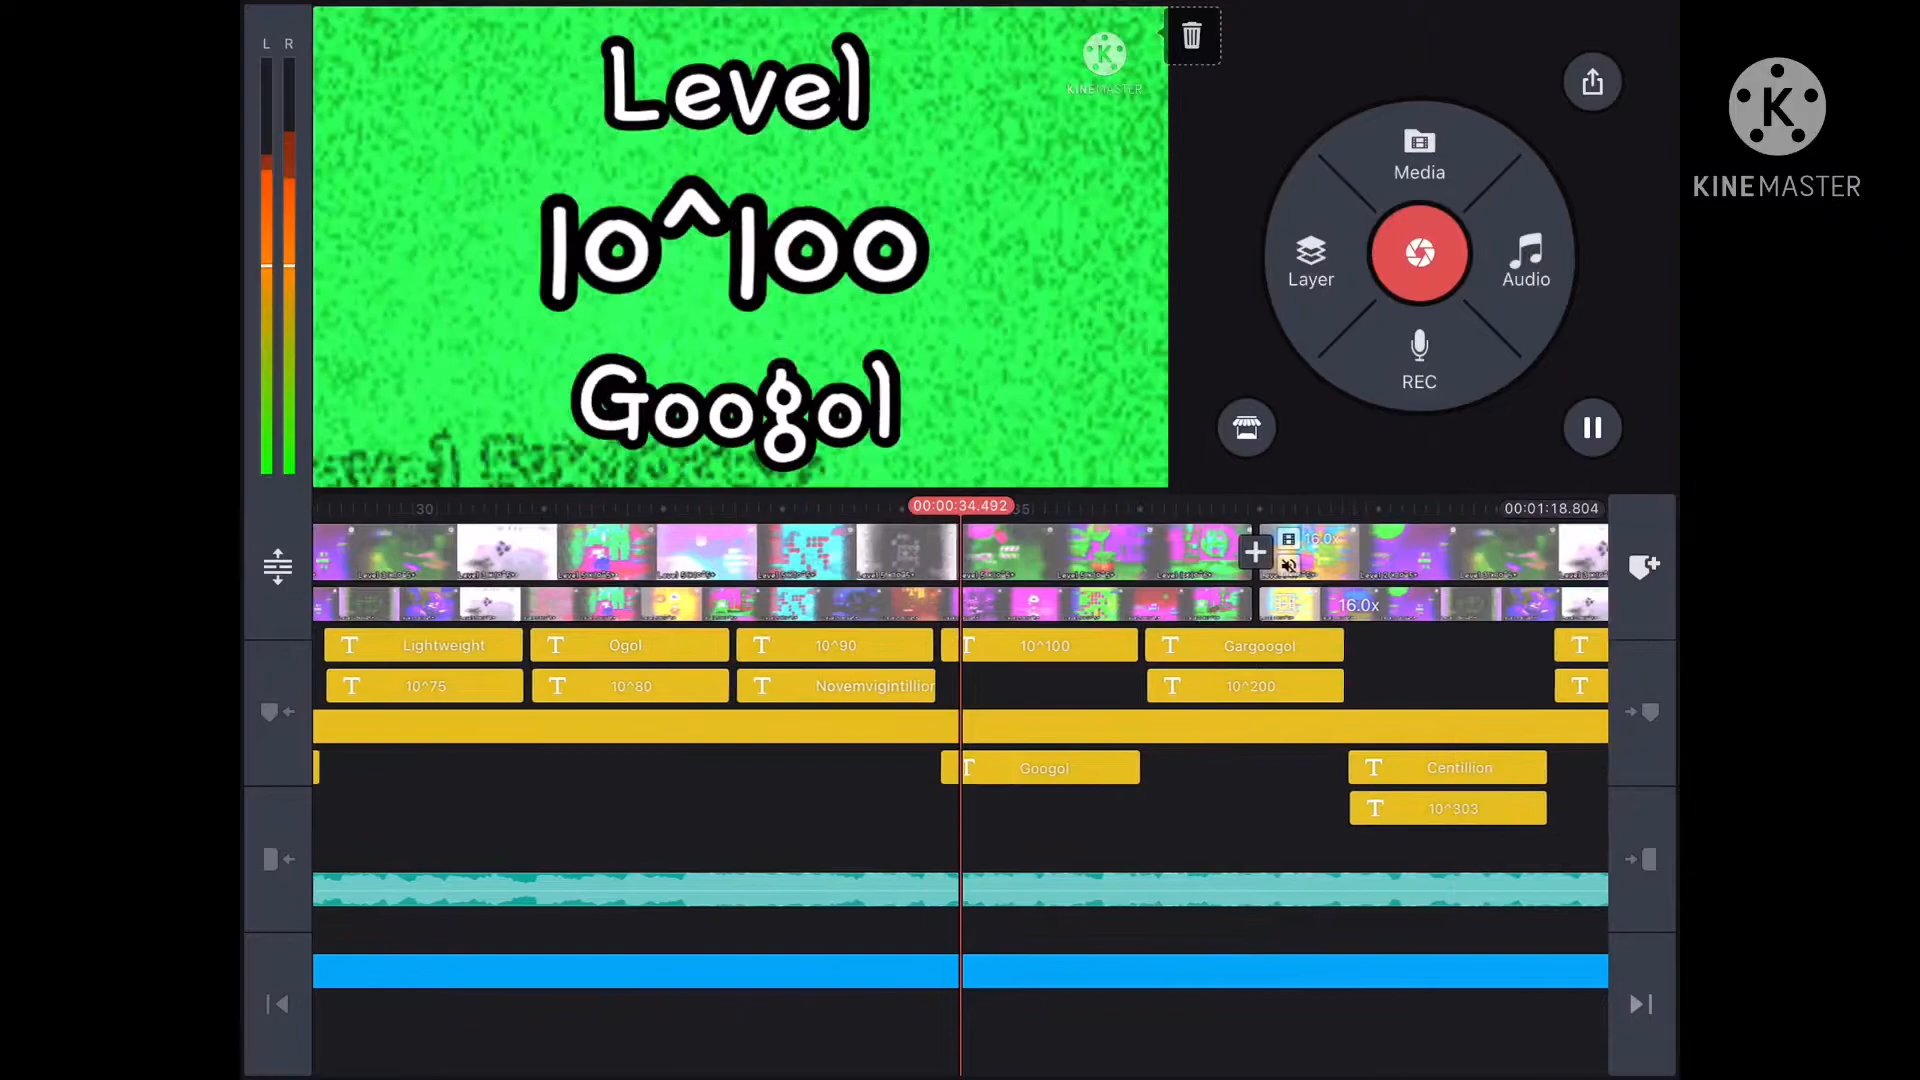 L R
Level
10^100
Googol
KINEMASTER
Media
Layer
Audio
REC
KINEMASTER
30
00:00:34.492
35
00:01:18.804
16.0x
16.0x
Lightweight
Ogol
10^90
10^100
Gargoogol
10^75
10^80
Novemvigintillion
10^200
Googol
Centillion
10^303